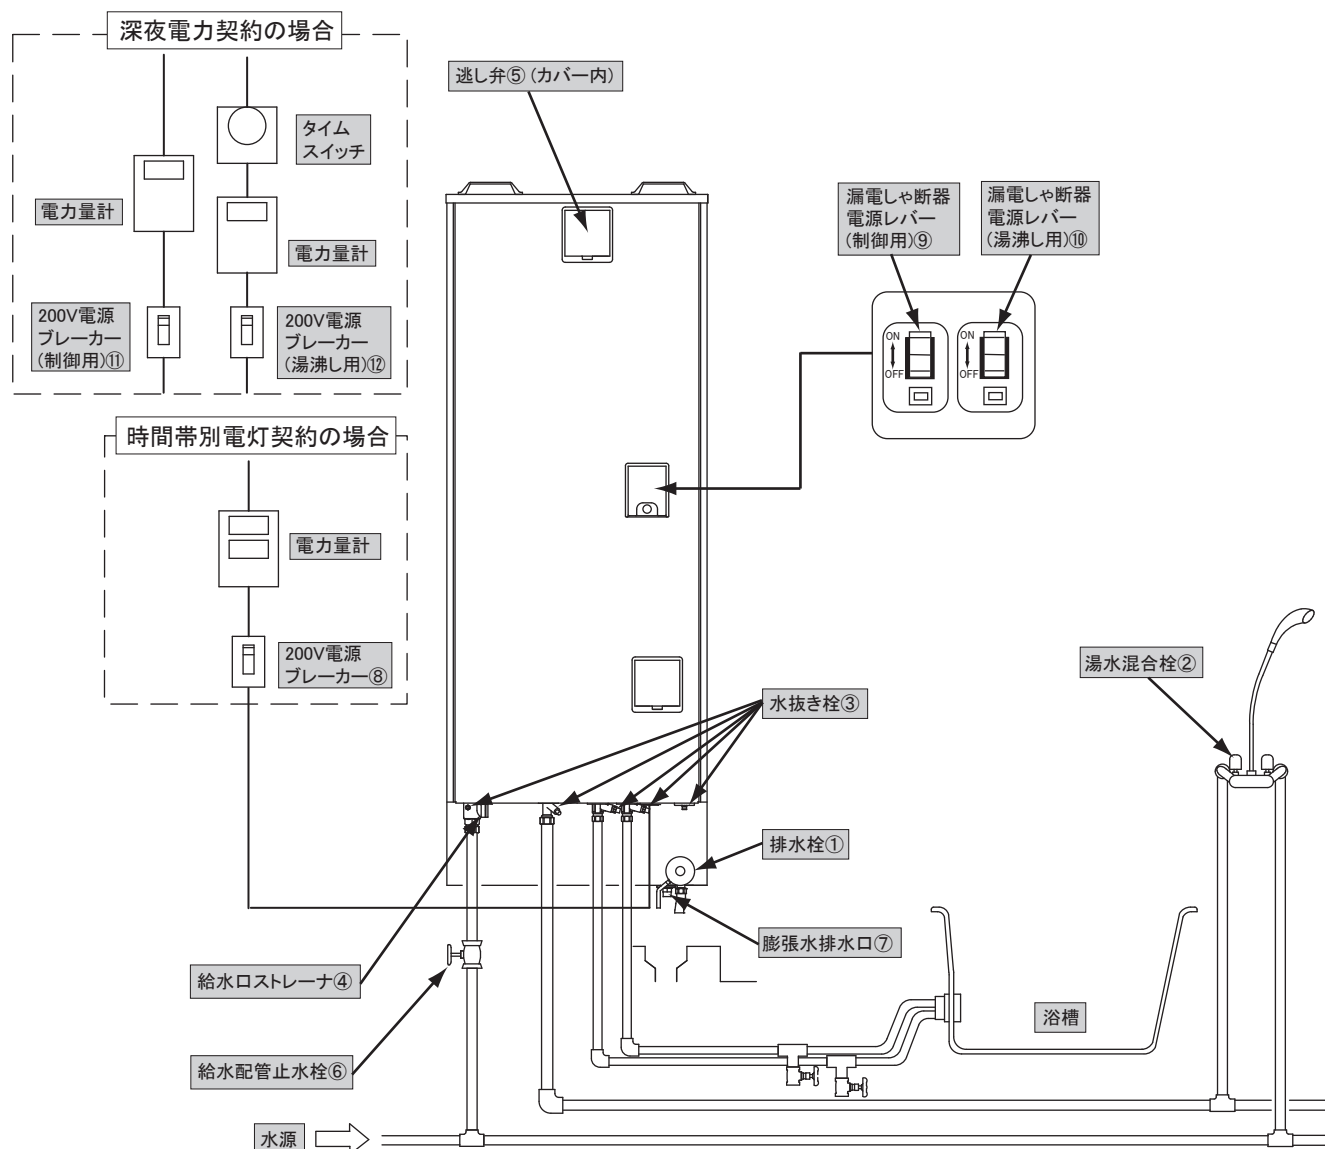 深夜電力契約の場合
逃し弁⑤(カバー内)
タイム
スイッチ
電力量計
電力量計
200V電源
ブレーカー
(制御用)⑪
200V電源
ブレーカー
(湯沸し用)⑫
漏電しゃ断器
電源レバー
(制御用)⑨
漏電しゃ断器
電源レバー
(湯沸し用)⑩
ON
OFF
ON
OFF
時間帯別電灯契約の場合
電力量計
200V電源
ブレーカー⑧
湯水混合栓②
水抜き栓③
排水栓①
膨張水排水口⑦
給水口ストレーナ④
浴槽
給水配管止水栓⑥
水源